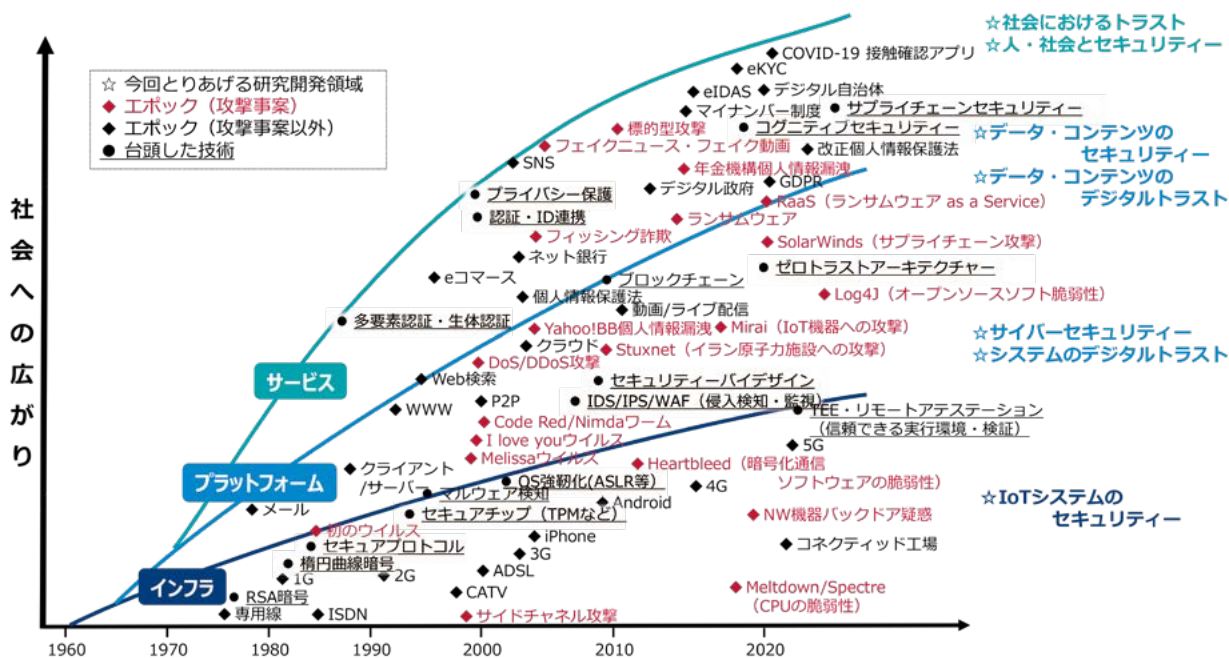 ☆社会におけるトラスト
☆人・社会とセキュリティー
☆ 今回とりあげる研究開発領域
◆ エポック（攻撃事案）
◆ エポック（攻撃事案以外）
● 台頭した技術
COVID-19 接触確認アプリ
eKYC
eIDAS
デジタル自治体
マイナンバー制度
サプライチェーンセキュリティー
標的型攻撃
コグニティブセキュリティー
フェイクニュース・フェイク動画
改正個人情報保護法
☆データ・コンテンツの
セキュリティー
SNS
年金機構個人情報漏洩
デジタル政府
GDPR
☆データ・コンテンツの
デジタルトラスト
プライバシー保護
RaaS（ランサムウェア as a Service）
認証・ID連携
ランサムウェア
フィッシング詐欺
SolarWinds（サプライチェーン攻撃）
ネット銀行
ゼロトラストアーキテクチャー
eコマース
ブロックチェーン
個人情報保護法
Log4J（オープンソースソフト脆弱性）
動画/ライブ配信
多要素認証・生体認証
Yahoo!BB個人情報漏洩
Mirai（IoT機器への攻撃）
☆サイバーセキュリティー
☆システムのデジタルトラスト
クラウド
Stuxnet（イラン原子力施設への攻撃）
DoS/DDoS攻撃
サービス
Web検索
セキュリティーバイデザイン
P2P
IDS/IPS/WAF（侵入検知・監視）
WWW
TEE・リモートアテステーション
（信頼できる実行環境・検証）
Code Red/Nimdaワーム
I love youウイルス
5G
Melissaウイルス
Heartbleed（暗号化通信
ソフトウェアの脆弱性）
クライアント
/サーバー
プラットフォーム
OS強靭化(ASLR等）
4G
マルウェア検知
Android
☆IoTシステムの
セキュリティー
メール
セキュアチップ（TPMなど）
NW機器バックドア疑惑
初のウイルス
iPhone
コネクティッド工場
セキュアプロトコル
3G
楕円曲線暗号
ADSL
インフラ
1G
2G
CATV
Meltdown/Spectre
（CPUの脆弱性）
RSA暗号
専用線
ISDN
サイドチャネル攻撃
社会への広がり
1960
1970
1980
1990
2000
2010
2020